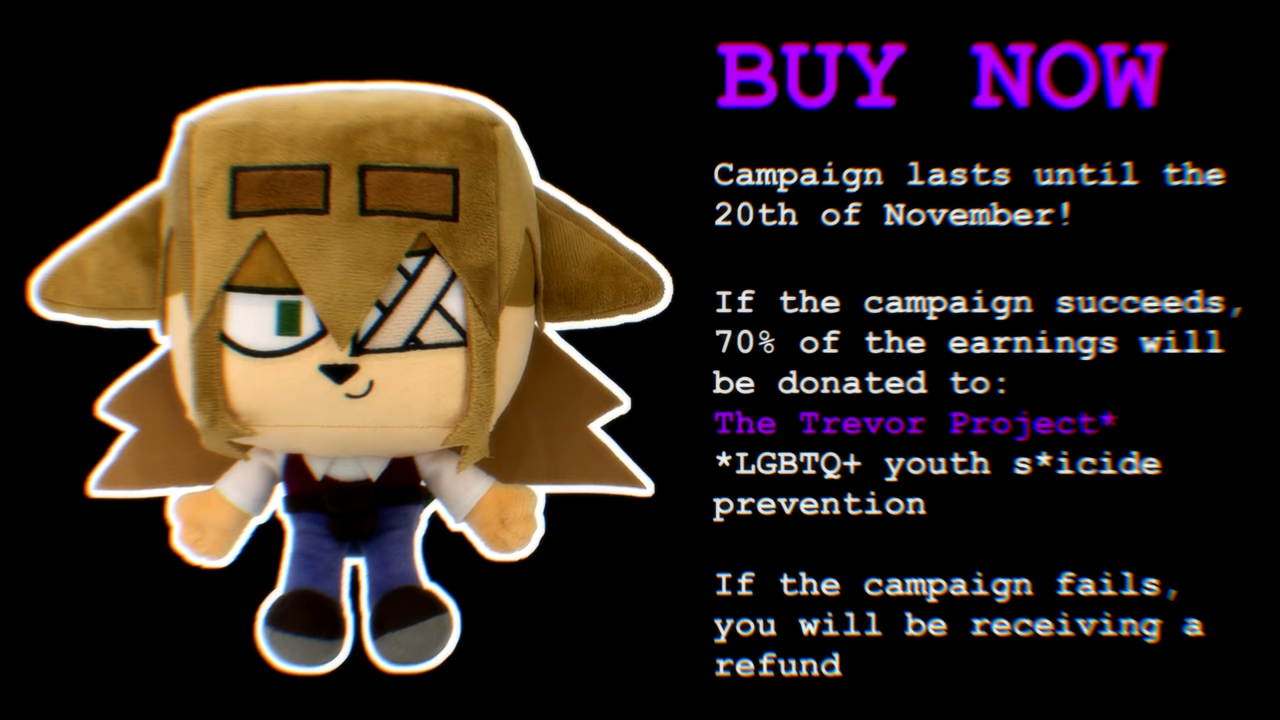 BUY NOW
Campaign lasts until the
20th of November!
If the campaign succeeds,
70% of the earnings will
be donated to:
The Trevor Project*
*LGBTQ+ youth s*icide
prevention
If the campaign fails,
you will be receiving a
refund